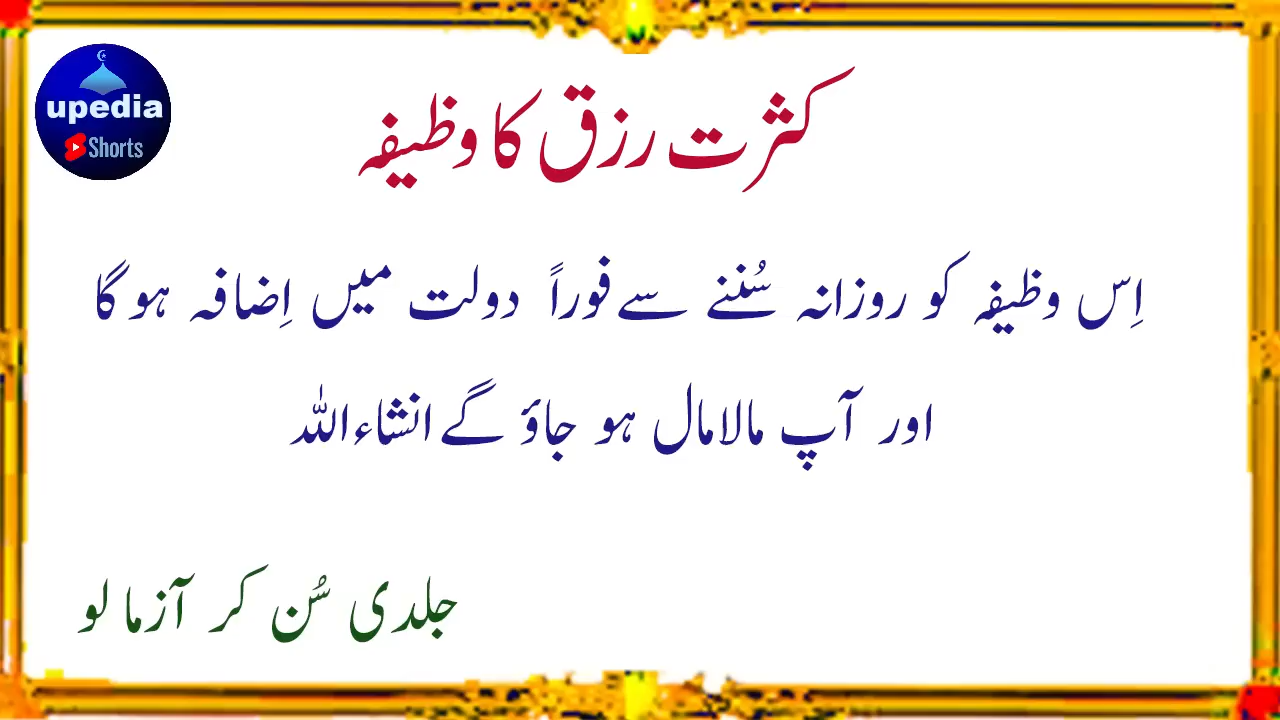 upedia
Shorts
کثرت رزق کا وظیفہ
اِس وظیفہ کو روزانہ سُننے سے فوراً دولت میں اِضافہ ہو گا
اور آپ مالامال ہو جاؤ گے انشاءاللہ
جلدی سُن کر آزما لو